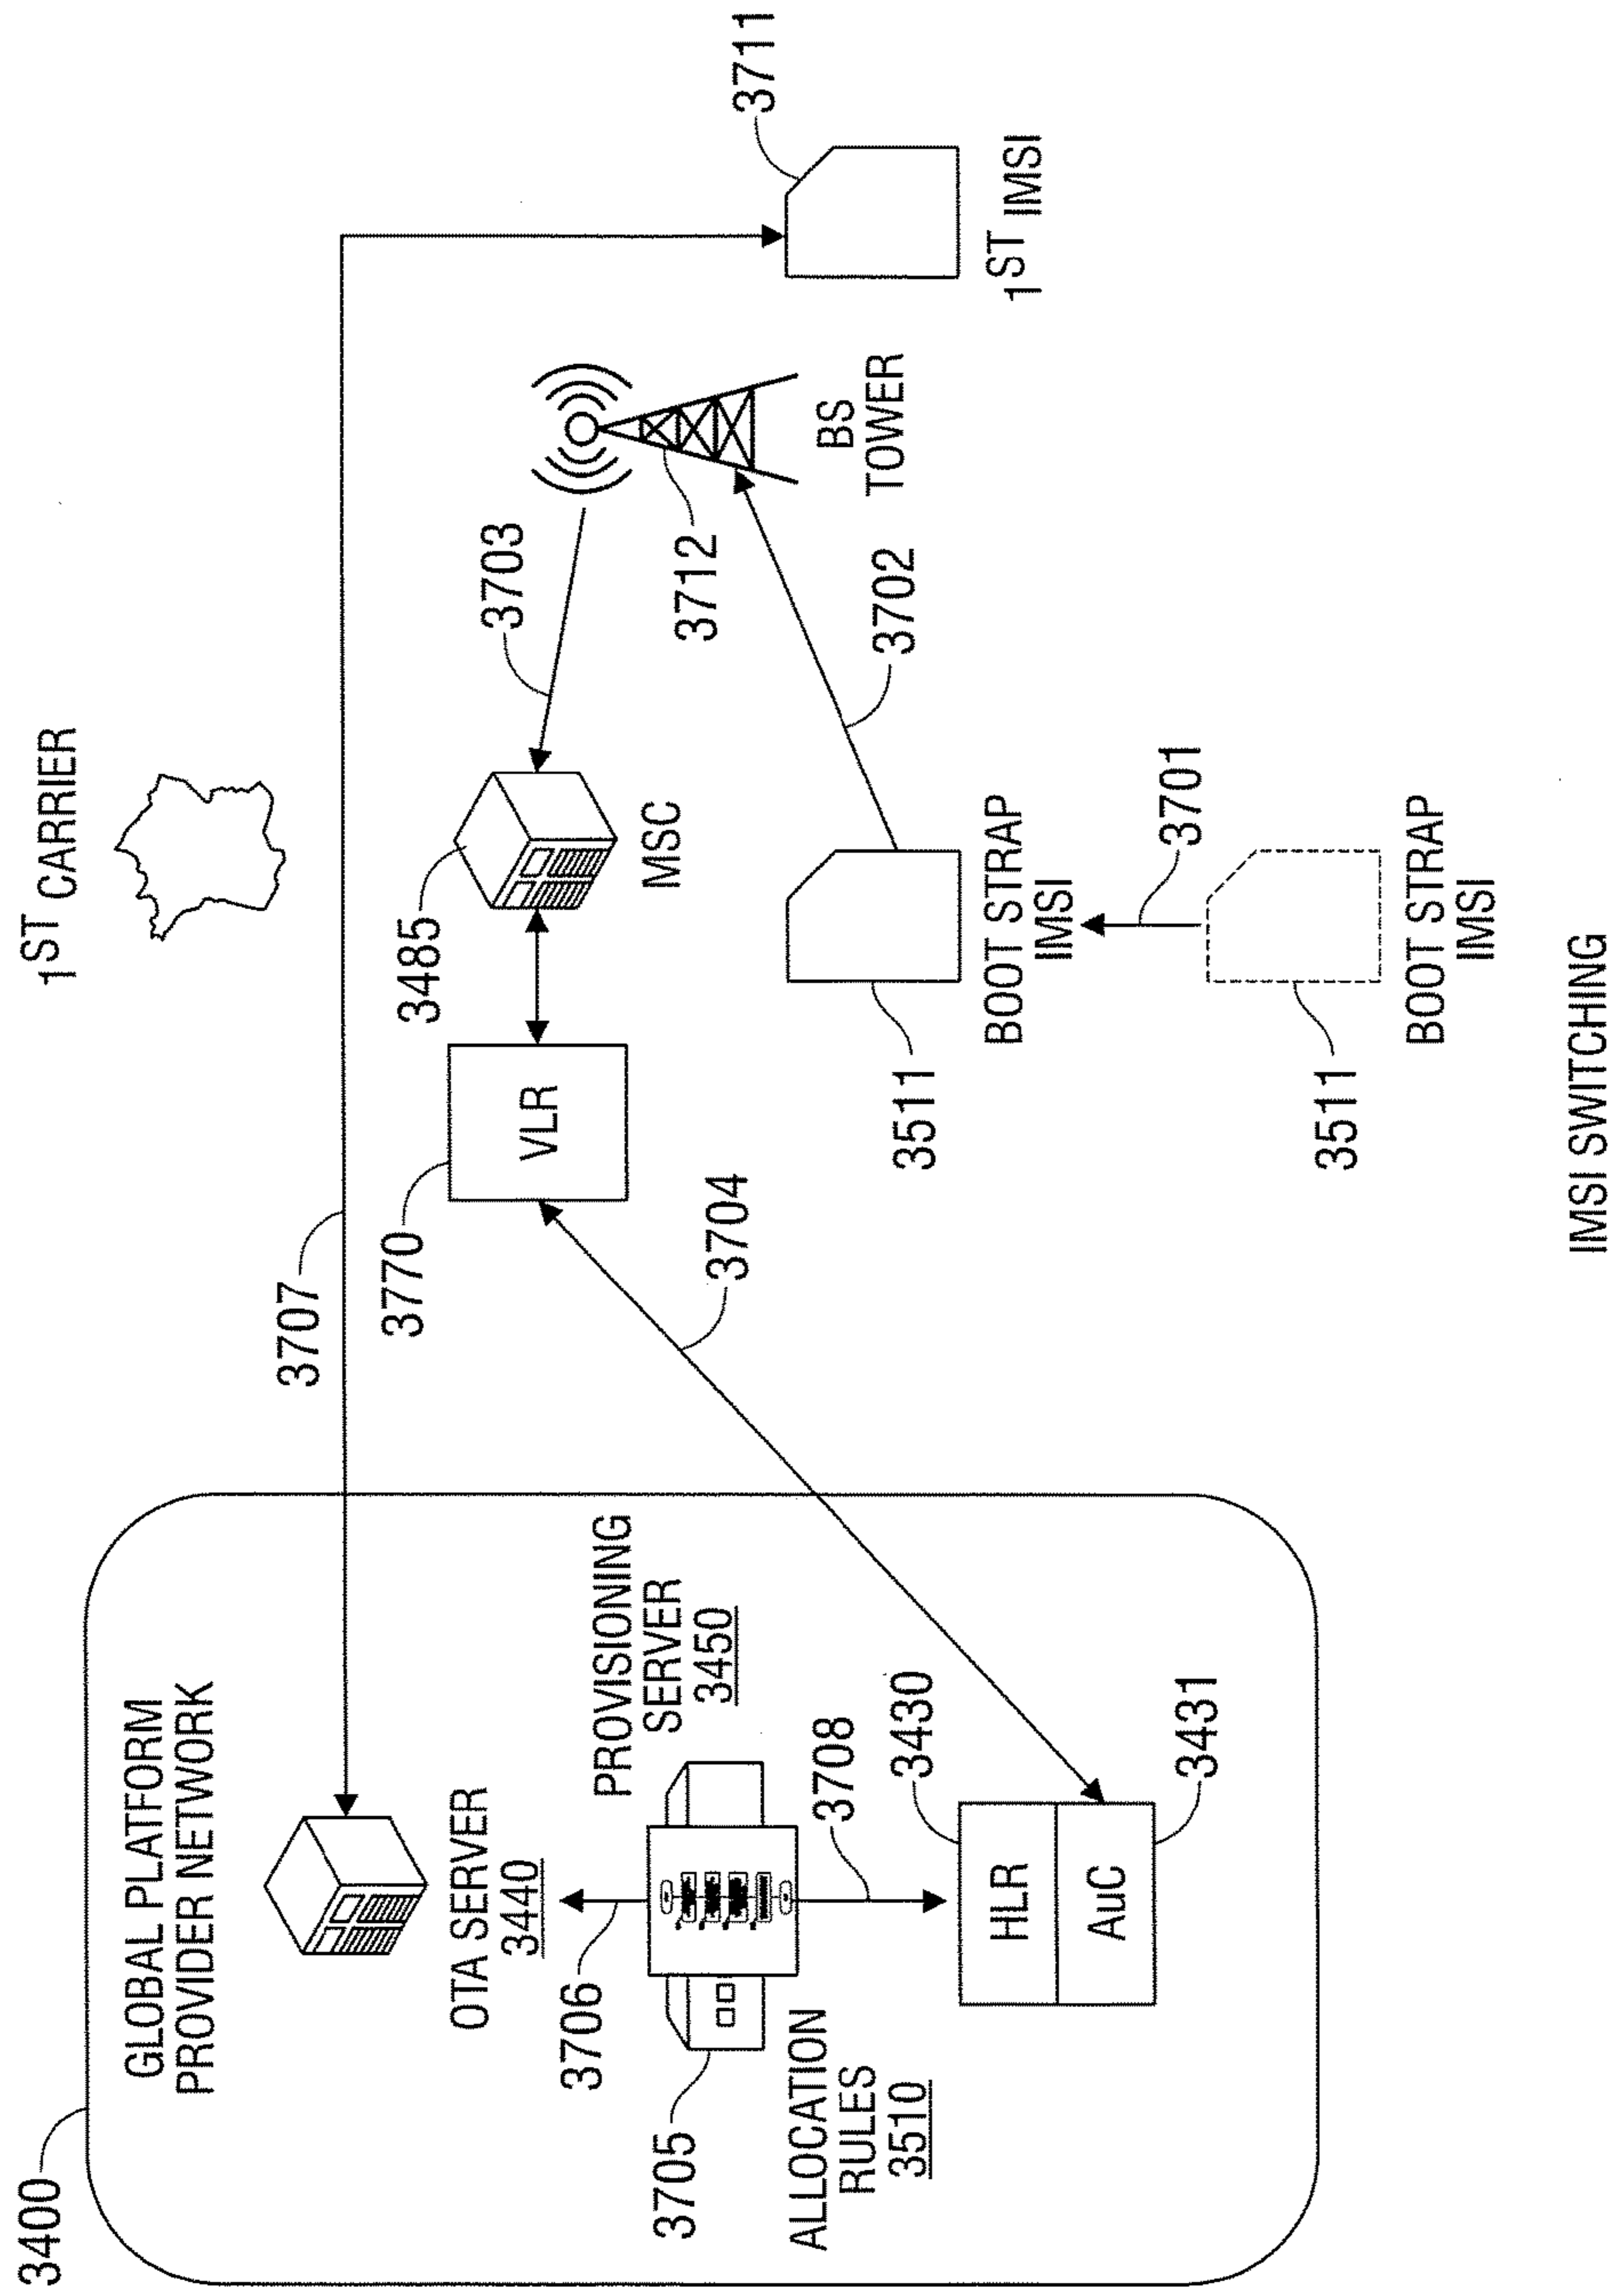 3400
GLOBAL PLATFORM
PROVIDER NETWORK
OTA SERVER
3440
3706
PROVISIONING
SERVER
3450
3705
ALLOCATION
RULES
3510
3708
HLR
3430
AuC
3431
3707
3704
3770
VLR
1ST CARRIER
3485
MSC
3703
3712
BS
TOWER
3702
3511
BOOT STRAP
IMSI
3701
3511
BOOT STRAP
IMSI
3711
1ST IMSI
IMSI SWITCHING